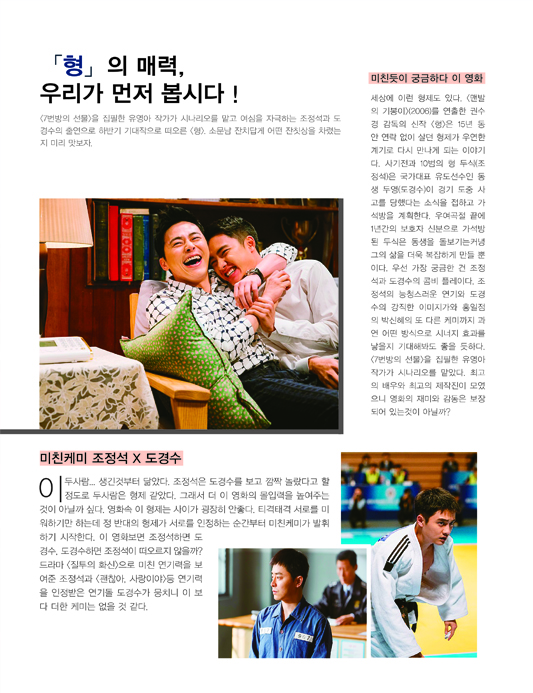 「형」의 매력,
우리가 먼저 봅시다 !
〈7번방의 선물〉을 집필한 유영아 작가가 시나리오를 맡고 여심을 자극하는 조정석과 도
경수의 출연으로 하반기 기대작으로 떠오른 〈형〉. 소문난 잔치답게 어떤 잔칫상을 차렸는
지 미리 맛보자.
미친듯이 궁금하다 이 영화
세상에 이런 형제도 있다. 〈맨발
의 기봉이〉(2006)를 연출한 권수
경 감독의 신작 〈형〉은 15년 동
안 연락 없이 살던 형제가 우연한
계기로 다시 만나게 되는 이야기
다. 사기전과 10범의 형 두식(조
정석)은 국가대표 유도선수인 동
생 두영(도경수)이 경기 도중 사
고를 당했다는 소식을 접하고 가
석방을 계획한다. 우여곡절 끝에
1년간의 보호자 신분으로 가석방
된 두식은 동생을 돌보기는커녕
그의 삶을 더욱 복잡하게 만들 뿐
이다. 우선 가장 궁금한 건 조정
석과 도경수의 콤비 플레이다. 조
정석의 능청스러운 연기와 도경
수의 강직한 이미지가와 홍일점
의 박신혜의 또 다른 케미까지 과
연 어떤 방식으로 시너지 효과를
낳을지 기대해봐도 좋을 듯하다.
〈7번방의 선물〉을 집필한 유영아
작가가 시나리오를 맡았다. 최고
의 배우와 최고의 제작진이 모였
으니 영화의 재미와 감동은 보장
되어 있는것이 아닐까?
미친케미 조정석 X 도경수
이 두사람... 생긴것부터 닮았다. 조정석은 도경수를 보고 깜짝 놀랐다고 할
정도로 두사람은 형제 같았다. 그래서 더 이 영화의 몰입력을 높여주는
것이 아닐까 싶다. 영화속 이 형제는 사이가 굉장히 안좋다. 티격태격 서로를 미
워하기만 하는데 정 반대의 형제가 서로를 인정하는 순간부터 미친케미가 발휘
하기 시작한다. 이 영화보면 조정석하면 도
경수, 도경수하면 조정석이 떠오르지 않을까?
드라마 〈질투의 화신〉으로 미친 연기력을 보
여준 조정석과 〈괜찮아, 사랑이야〉등 연기력
을 인정받은 연기돌 도경수가 뭉치니 이 보
다 더한 케미는 없을 것 같다.